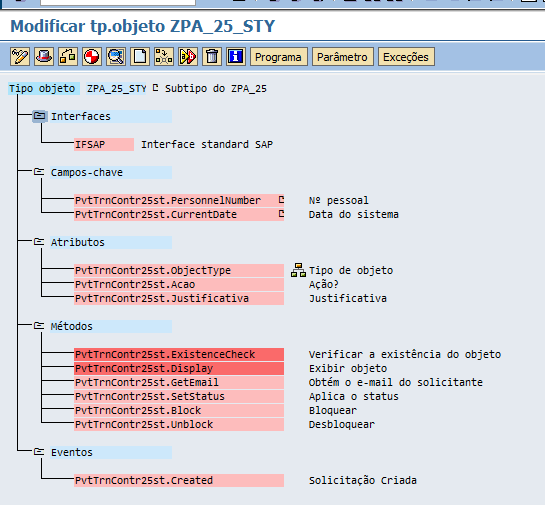 Modificar tp.objeto ZPA_25_STY
Programa Parâmetro Exceções
Tipo objeto ZPA_25_STY Subtipo do ZPA_25
Interfaces
IFSAP Interface standard SAP
Campos-chave
PvtTrnContr25st.PersonnelNumber Nº pessoal
PvtTrnContr25st.CurrentDate Data do sistema
Atributos
PvtTrnContr25st.ObjectType Tipo de objeto
PvtTrnContr25st.Acao Ação?
PvtTrnContr25st.Justificativa Justificativa
Métodos
PvtTrnContr25st.ExistenceCheck Verificar a existência do objeto
PvtTrnContr25st.Display Exibir objeto
PvtTrnContr25st.GetEmail Obtém o e-mail do solicitante
PvtTrnContr25st.SetStatus Aplica o status
PvtTrnContr25st.Block Bloquear
PvtTrnContr25st.Unblock Desbloquear
Eventos
PvtTrnContr25st.Created Solicitação Criada